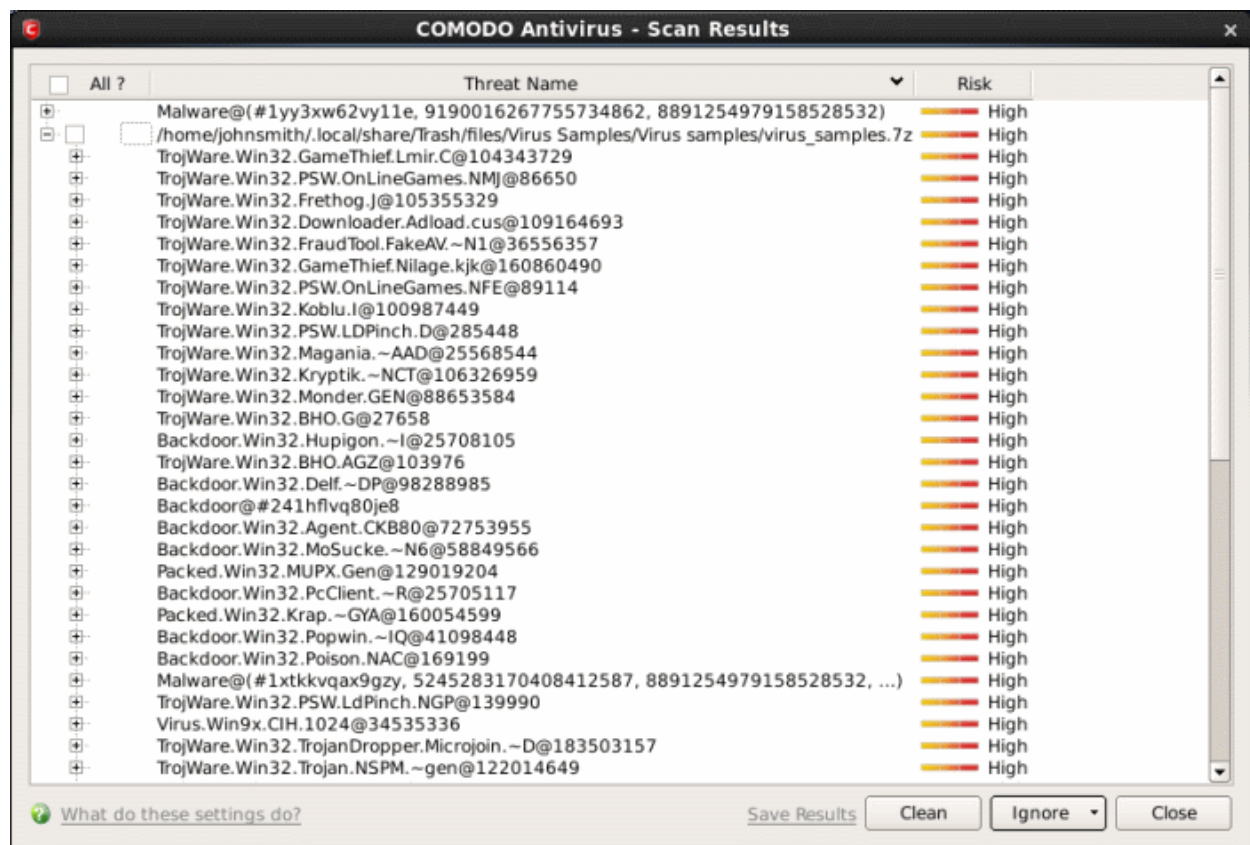 COMODO Antivirus - Scan Results
All ? Threat Name Risk
Malware@(#1yy3xw62vy11e, 9190016267755734862, 8891254979158528532) High
/home/johnsmith/.local/share/Trash/files/Virus Samples/Virus samples/virus_samples.7z High
TrojWare.Win32.GameThief.Lmir.C@104343729 High
TrojWare.Win32.PSW.OnLineGames.NMJ@86650 High
TrojWare.Win32.Frethog.J@105355329 High
TrojWare.Win32.Downloader.Adload.cus@109164693 High
TrojWare.Win32.FraudTool.FakeAV.~N1@36556357 High
TrojWare.Win32.GameThief.Nilage.kjk@160860490 High
TrojWare.Win32.PSW.OnLineGames.NFE@89114 High
TrojWare.Win32.Koblu.I@100987449 High
TrojWare.Win32.PSW.LDPinch.D@285448 High
TrojWare.Win32.Magania.~AAD@25568544 High
TrojWare.Win32.Kryptik.~NCT@106326959 High
TrojWare.Win32.Monder.GEN@88653584 High
TrojWare.Win32.BHO.G@27658 High
Backdoor.Win32.Hupigon.~I@25708105 High
TrojWare.Win32.BHO.AGZ@103976 High
Backdoor.Win32.Delf.~DP@98288985 High
Backdoor@#241hflvq80je8 High
Backdoor.Win32.Agent.CKB80@72753955 High
Backdoor.Win32.MoSucke.~N6@58849566 High
Packed.Win32.MUPX.Gen@129019204 High
Backdoor.Win32.PcClient.~R@25705117 High
Packed.Win32.Krap.~GYA@160054599 High
Backdoor.Win32.Popwin.~IQ@41098448 High
Backdoor.Win32.Poison.NAC@169199 High
Malware@(#1xtkkvqax9gzy, 5245283170408412587, 8891254979158528532, ...) High
TrojWare.Win32.PSW.LdPinch.NGP@139990 High
Virus.Win9x.CIH.1024@34535336 High
TrojWare.Win32.TrojanDropper.Microjoin.~D@183503157 High
TrojWare.Win32.Trojan.NSPM.~gen@122014649 High
What do these settings do? Save Results Clean Ignore Close